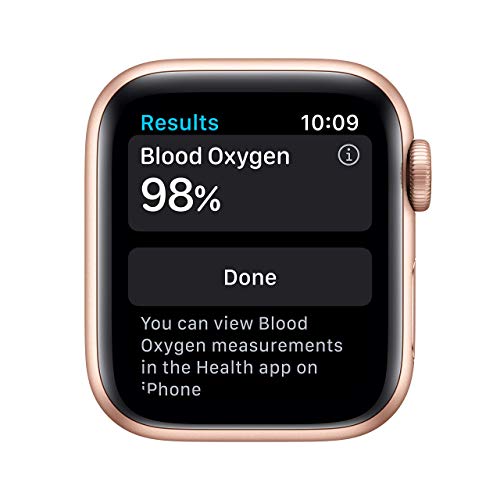 Results 10:09
Blood Oxygen
98%
Done
You can view Blood
Oxygen measurements
in the Health app on
iPhone